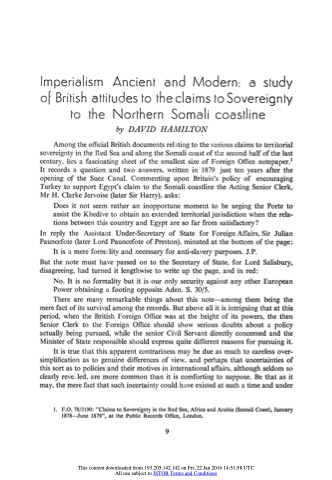 Imperialism Ancient and Modern: a study
of British attitudes to the claims to Sovereignty
to the Northern Somali coastline
by DAVID HAMILTON
Among the official British documents relating to the various claims to territorial
sovereignty in the Red Sea and along the Somali coast of the second half of the last
century, lies a fascinating sheet of the smallest size of Foreign Office notepaper.¹
It records a question and two answers, written in 1879 just ten years after the
opening of the Suez Canal. Commenting upon Britain's policy of encouraging
Turkey to support Egypt's claim to the Somali coastline the Acting Senior Clerk,
Mr H. Clarke Jervoise (later Sir Harry), asks:
Does it not seem rather an inopportune moment to be urging the Porte to
assist the Khedive to obtain an extended territorial jurisdiction when the rela-
tions between this country and Egypt are so far from satisfactory?
In reply the Assistant Under-Secretary of State for Foreign Affairs, Sir Julian
Pauncefote (later Lord Pauncefote of Preston), minuted at the bottom of the page:
It is a mere formality and necessary for anti-slavery purposes. J.P.
But the note must have passed on to the Secretary of State, for Lord Salisbury,
disagreeing, had turned it lengthwise to write up the page, and in red:
No. It is no formality but it is our only security against any other European
Power obtaining a footing opposite Aden. S. 30/5.
There are many remarkable things about this note—among them being the
mere fact of its survival among the records. But above all it is intriguing that at this
period, when the British Foreign Office was at the height of its powers, the then
Senior Clerk to the Foreign Office should show serious doubts about a policy
actually being pursued, while the senior Civil Servant directly concerned and the
Minister of State responsible should express quite different reasons for pursuing it.
It is true that this apparent contrariness may be due as much to careless over-
simplification as to genuine differences of view, and perhaps that uncertainties of
this sort as to policies and their motives in international affairs, although seldom so
clearly revealed, are more common than it is comforting to suppose. Be that as it
may, the mere fact that such incertainty could have existed at such a time and under
1. F.O. 78/3190: "Claims to Sovereignty in the Red Sea, Africa and Arabia (Somali Coast), January
1878—June 1879", at the Public Records Office, London.
9
This content downloaded from 193.209.142.142 on Fri, 22 Jan 2016 14:51:58 UTC
All use subject to JSTOR Terms and Conditions